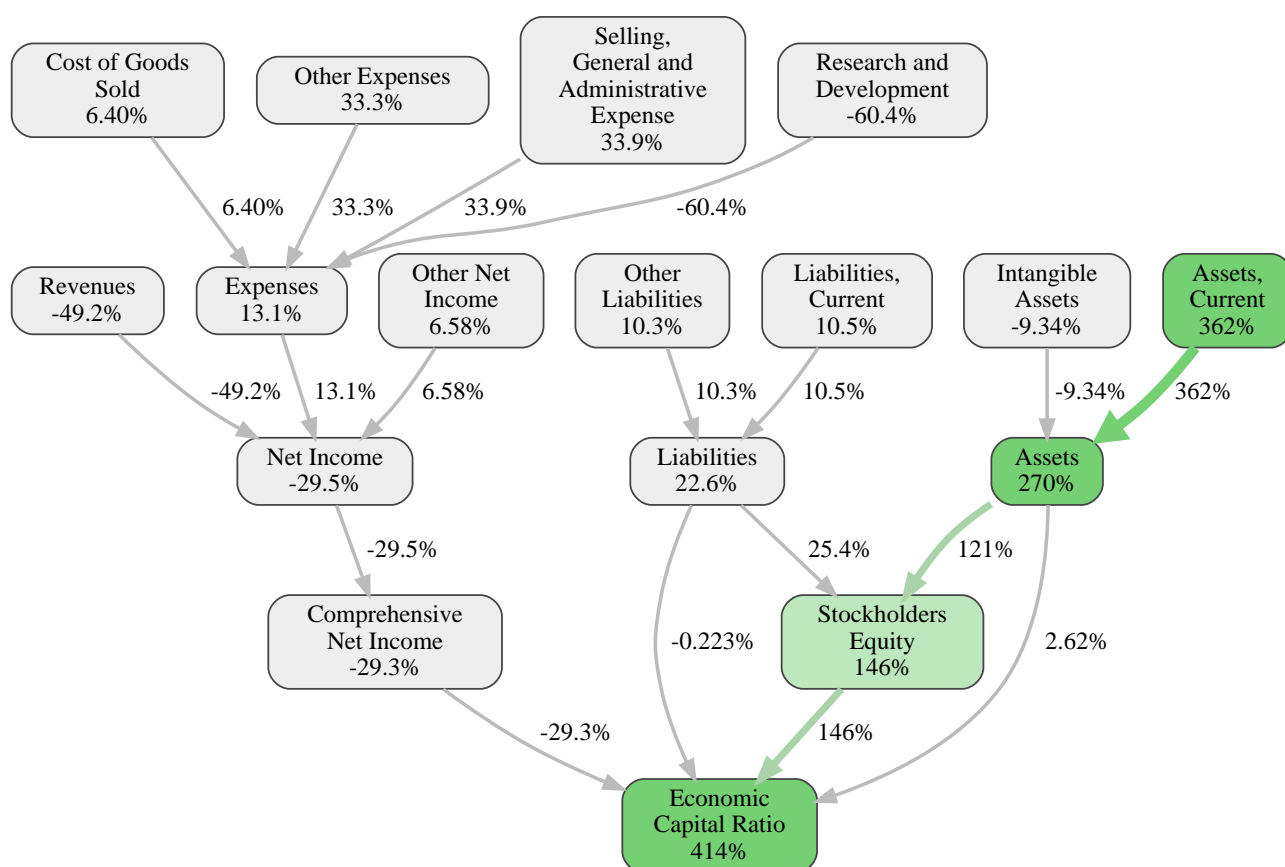 Cost of Goods
Sold
6.40%
Other Expenses
33.3%
Selling,
General and
Administrative
Expense
33.9%
Research and
Development
-60.4%
6.40%
33.3%
33.9%
-60.4%
Revenues
-49.2%
Expenses
13.1%
Other Net
Income
6.58%
Other
Liabilities
10.3%
Liabilities,
Current
10.5%
Intangible
Assets
-9.34%
Assets,
Current
362%
-49.2%
13.1%
6.58%
10.3%
10.5%
-9.34%
362%
Net Income
-29.5%
Liabilities
22.6%
Assets
270%
-29.5%
25.4%
121%
Comprehensive
Net Income
-29.3%
-0.223%
Stockholders
Equity
146%
2.62%
-29.3%
146%
Economic
Capital Ratio
414%